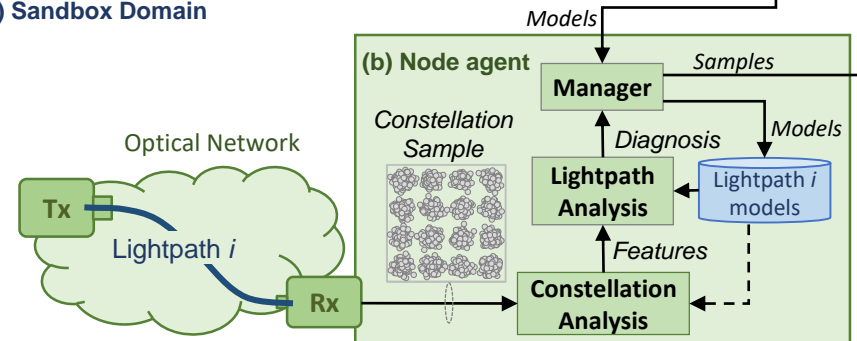 ) Sandbox Domain
Models
(b) Node agent
Manager
Samples
Constellation
Sample
Diagnosis
Models
Optical Network
Lightpath
Analysis
Lightpath i
models
Tx
Lightpath i
Features
Rx
Constellation
Analysis